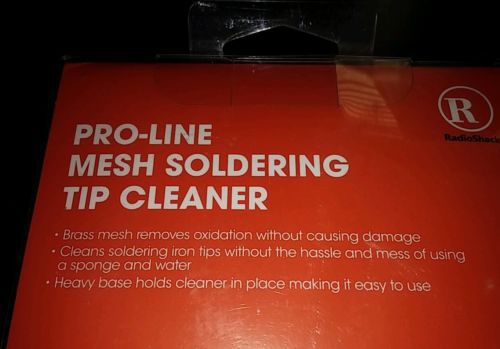 R
RadioShack
PRO-LINE
MESH SOLDERING
TIP CLEANER
· Brass mesh removes oxidation without causing damage
· Cleans soldering iron tips without the hassle and mess of using
a sponge and water
· Heavy base holds cleaner in place making it easy to use